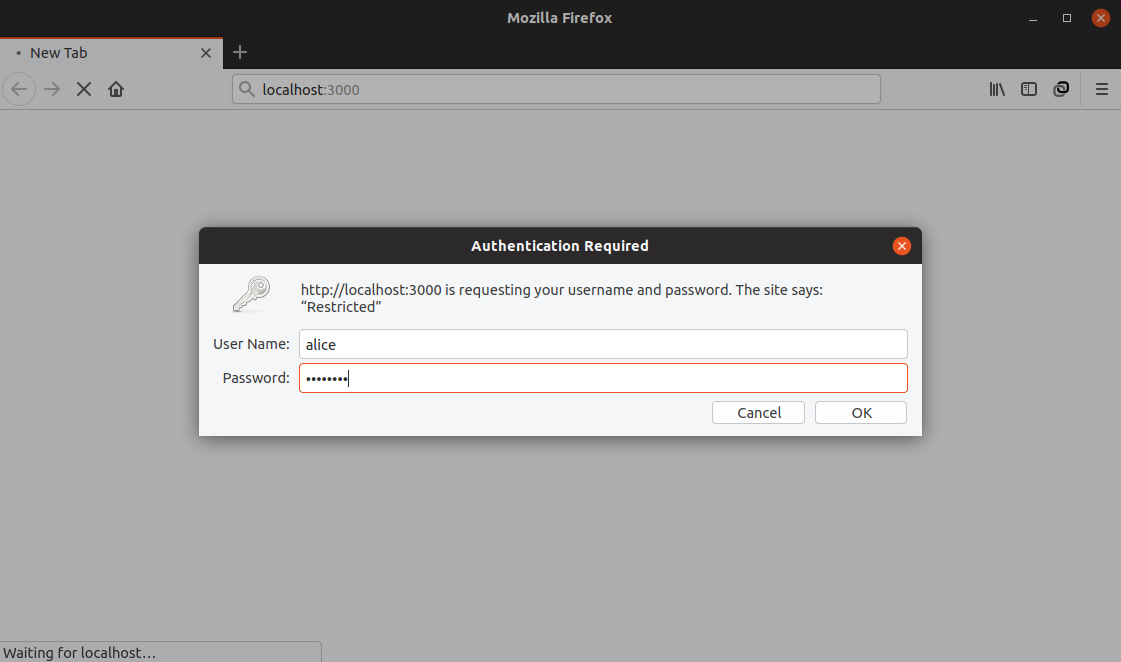 Mozilla Firefox
New Tab
localhost:3000
Authentication Required
http://localhost:3000 is requesting your username and password. The site says:
“Restricted”
User Name: alice
Password: ••••••••
Cancel OK
Waiting for localhost…